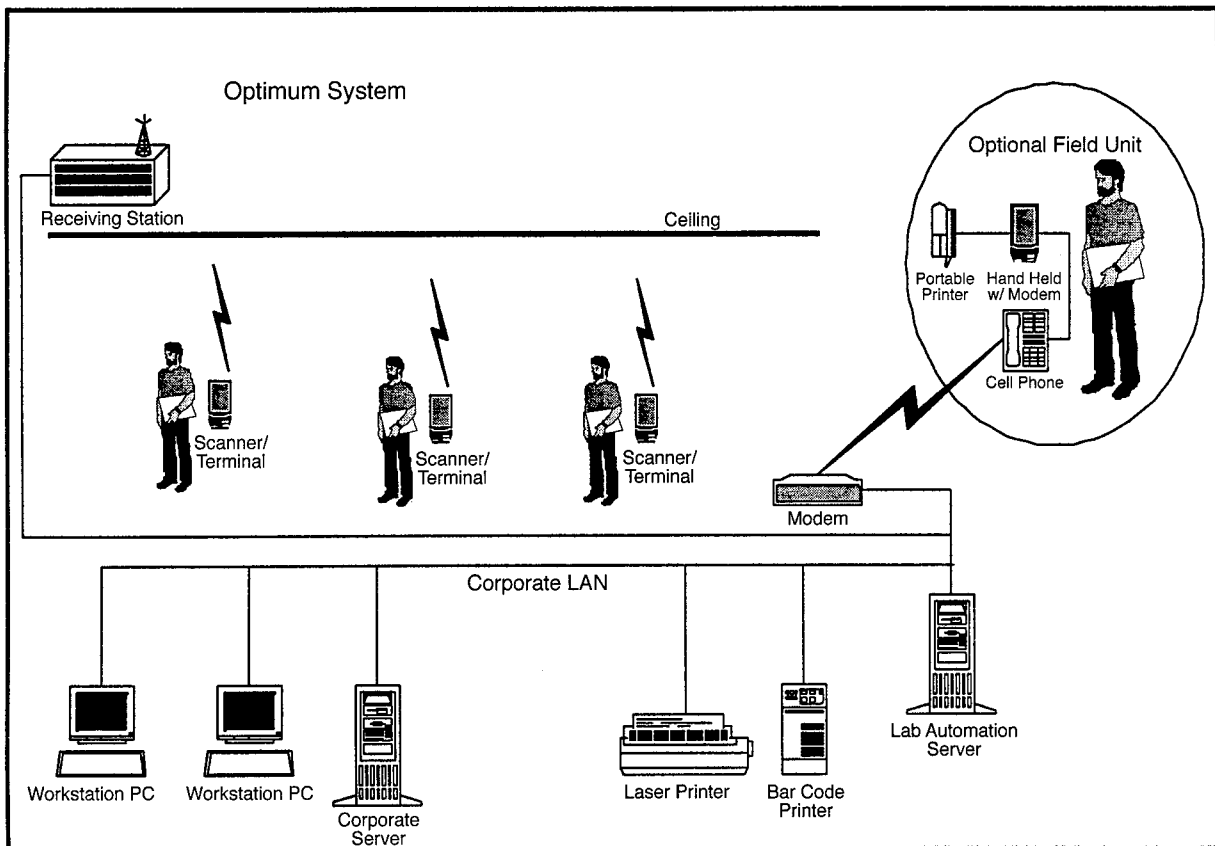 Optimum System
Optional Field Unit
Receiving Station
Ceiling
Portable
Printer
Hand Held
w/ Modem
Cell Phone
Scanner/
Terminal
Scanner/
Terminal
Scanner/
Terminal
Modem
Corporate LAN
Workstation PC
Workstation PC
Corporate
Server
Laser Printer
Bar Code
Printer
Lab Automation
Server